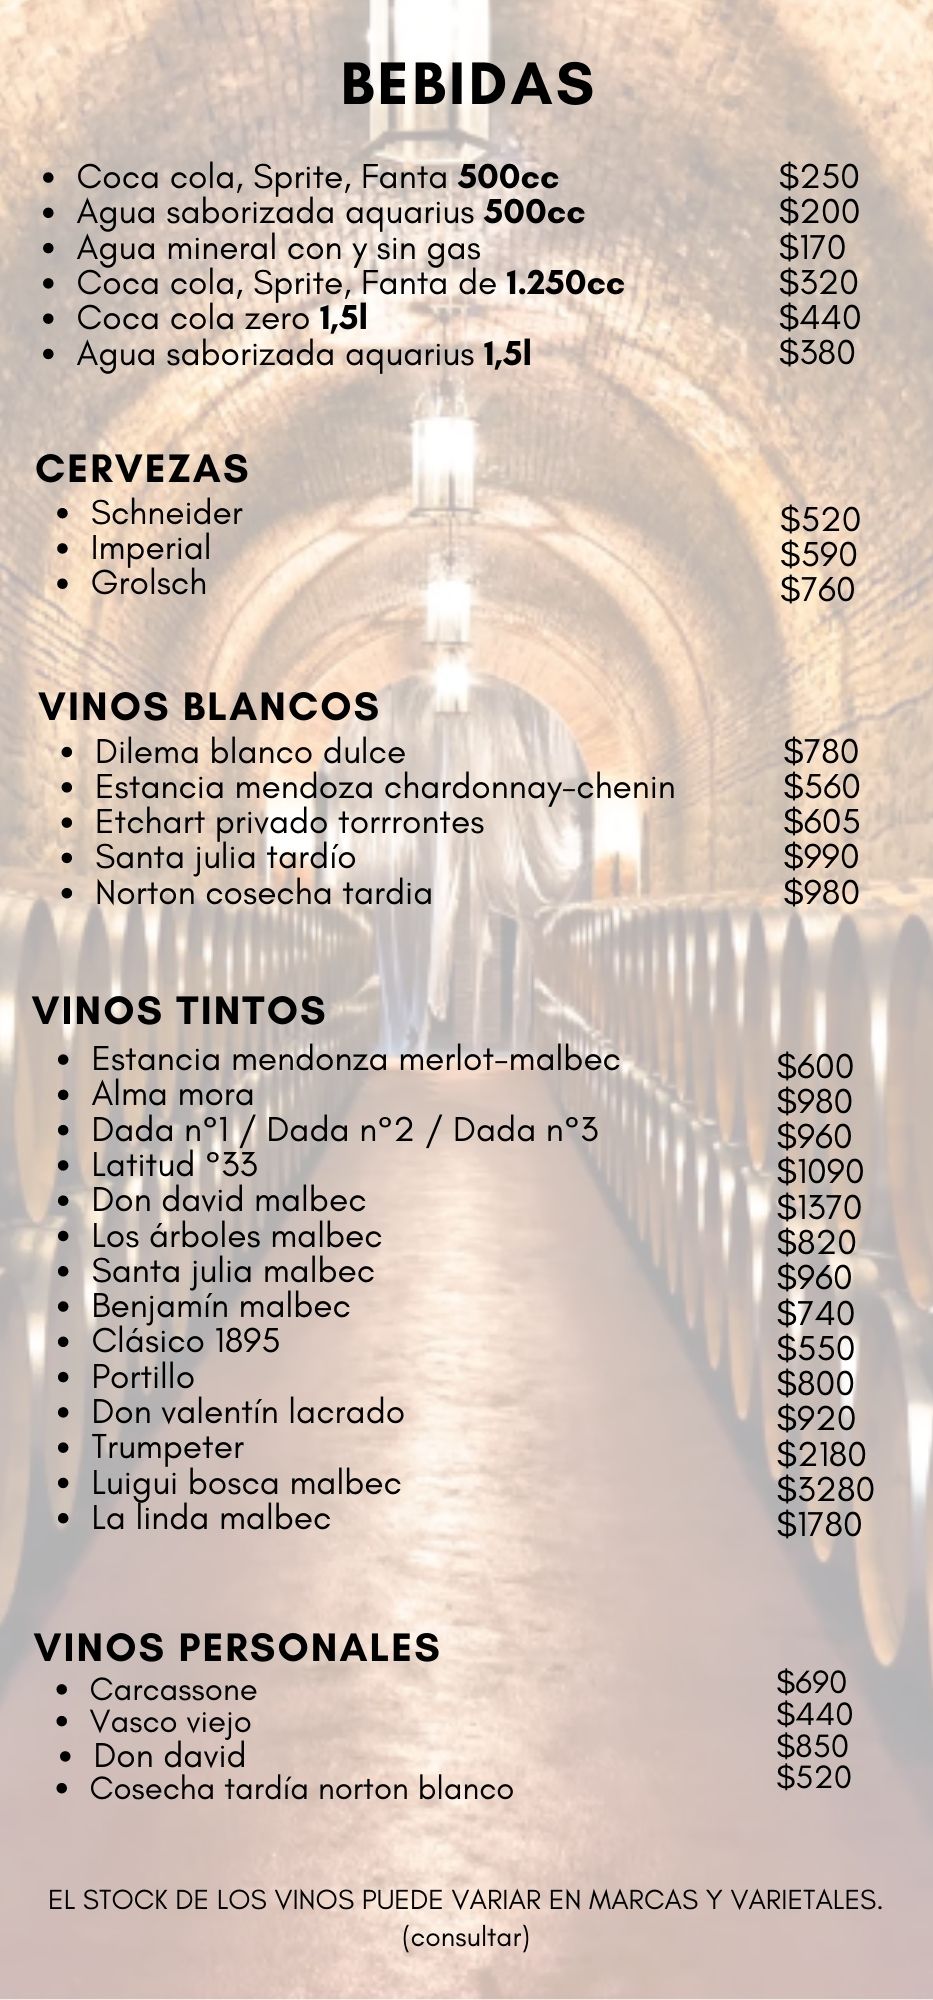 BEBIDAS
Coca cola, Sprite, Fanta 500cc $250
Agua saborizada aquarius 500cc $200
Agua mineral con y sin gas $170
Coca cola, Sprite, Fanta de 1.250cc $320
Coca cola zero 1,5l $440
Agua saborizada aquarius 1,5l $380
CERVEZAS
Schneider $520
Imperial $590
Grolsch $760
VINOS BLANCOS
Dilema blanco dulce $780
Estancia mendoza chardonnay-chenin $560
Etchart privado torrrontes $605
Santa julia tardío $990
Norton cosecha tardia $980
VINOS TINTOS
Estancia mendonza merlot-malbec $600
Alma mora $980
Dada n°1 / Dada n°2 / Dada n°3 $960
Latitud °33 $1090
Don david malbec $1370
Los árboles malbec $820
Santa julia malbec $960
Benjamín malbec $740
Clásico 1895 $550
Portillo $800
Don valentín lacrado $920
Trumpeter $2180
Luigui bosca malbec $3280
La linda malbec $1780
VINOS PERSONALES
Carcassone $690
Vasco viejo $440
Don david $850
Cosecha tardía norton blanco $520
EL STOCK DE LOS VINOS PUEDE VARIAR EN MARCAS Y VARIETALES.
(consultar)